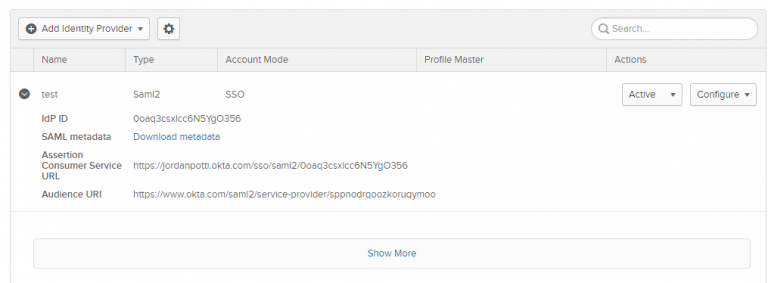 Add Identity Provider
Search...
Name Type Account Mode Profile Master Actions
test Saml2 SSO Active Configure
IdP ID 0oaq3csxlcc6N5YgO356
SAML metadata Download metadata
Assertion
Consumer Service https://jordanpotti.okta.com/sso/saml2/0oaq3csxlcc6N5YgO356
URL
Audience URI https://www.okta.com/saml2/service-provider/sppnodrqoozkoruqymoo
Show More